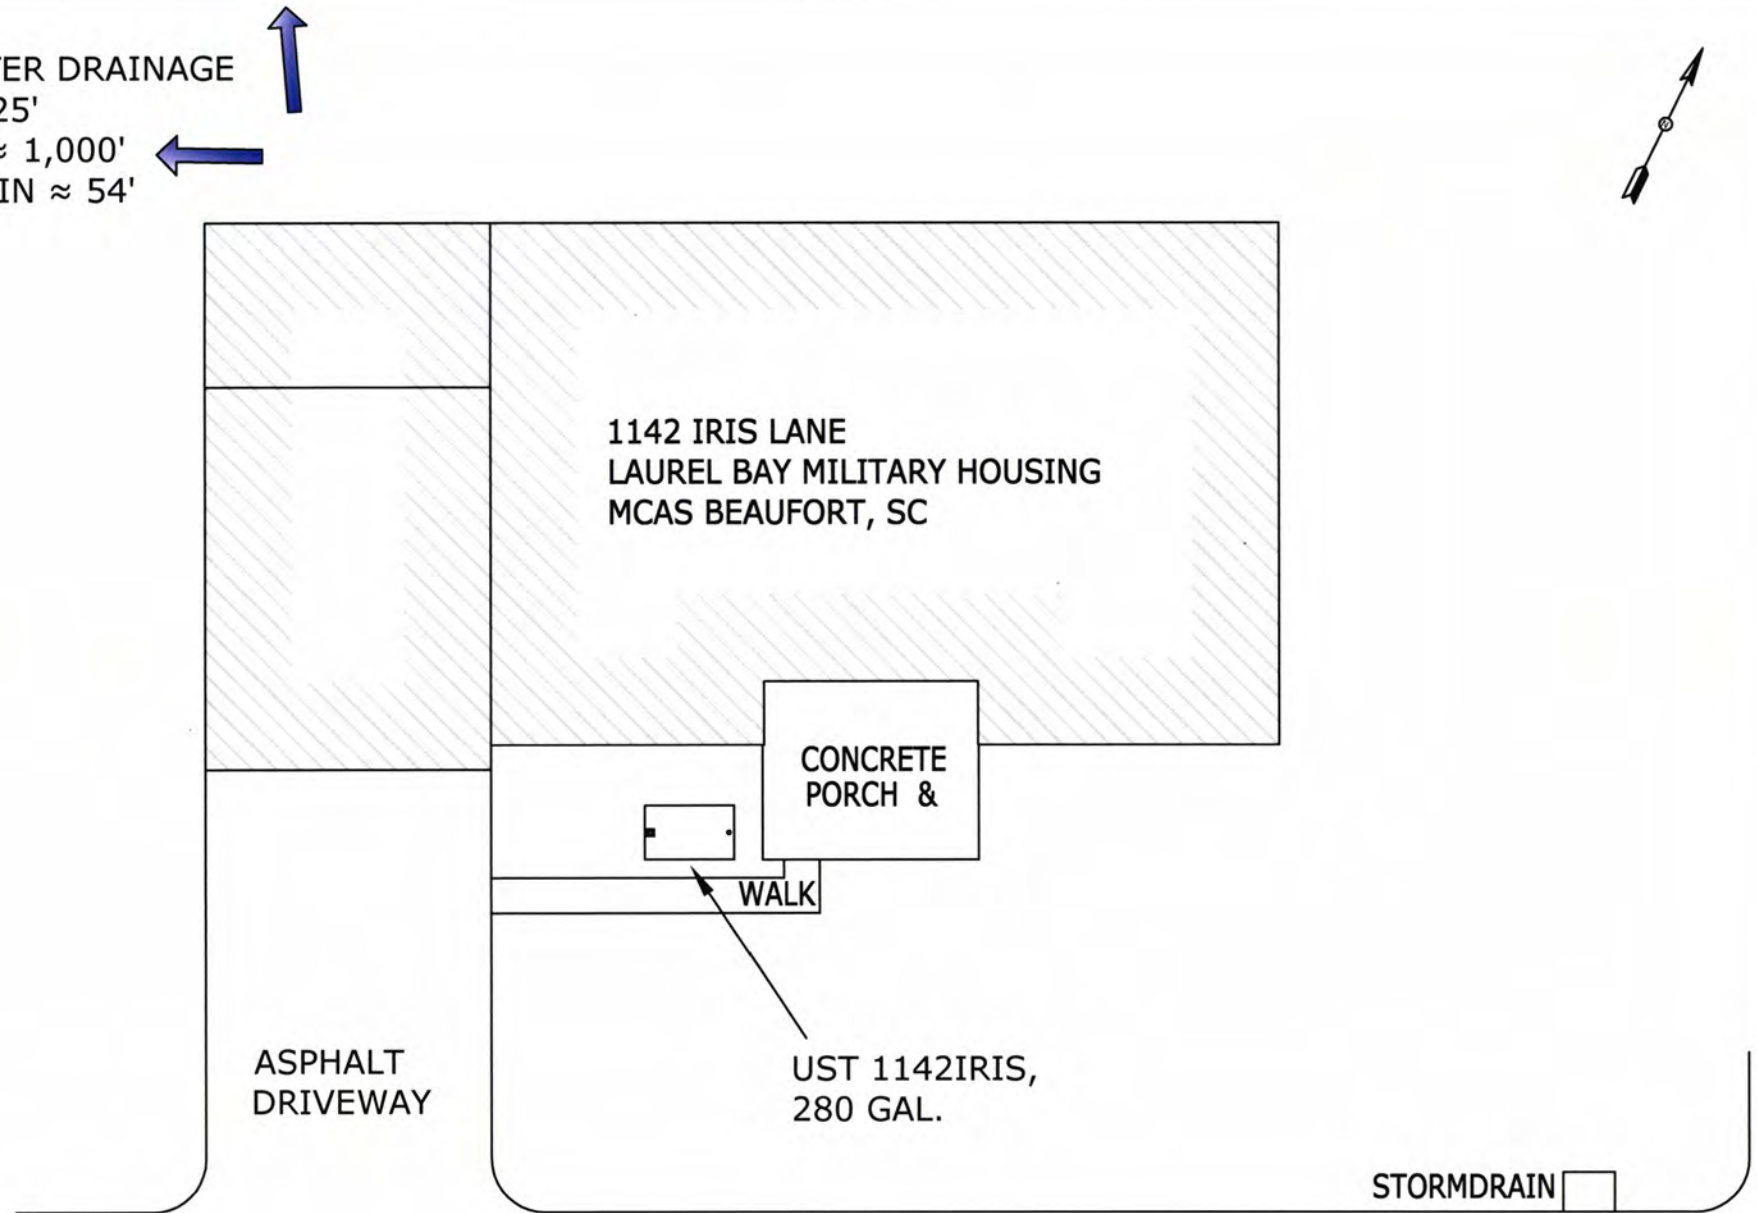 TER DRAINAGE
25'
≈ 1,000'
IN ≈ 54'
1142 IRIS LANE
LAUREL BAY MILITARY HOUSING
MCAS BEAUFORT, SC
CONCRETE
PORCH &
WALK
ASPHALT
DRIVEWAY
UST 1142IRIS,
280 GAL.
STORMDRAIN